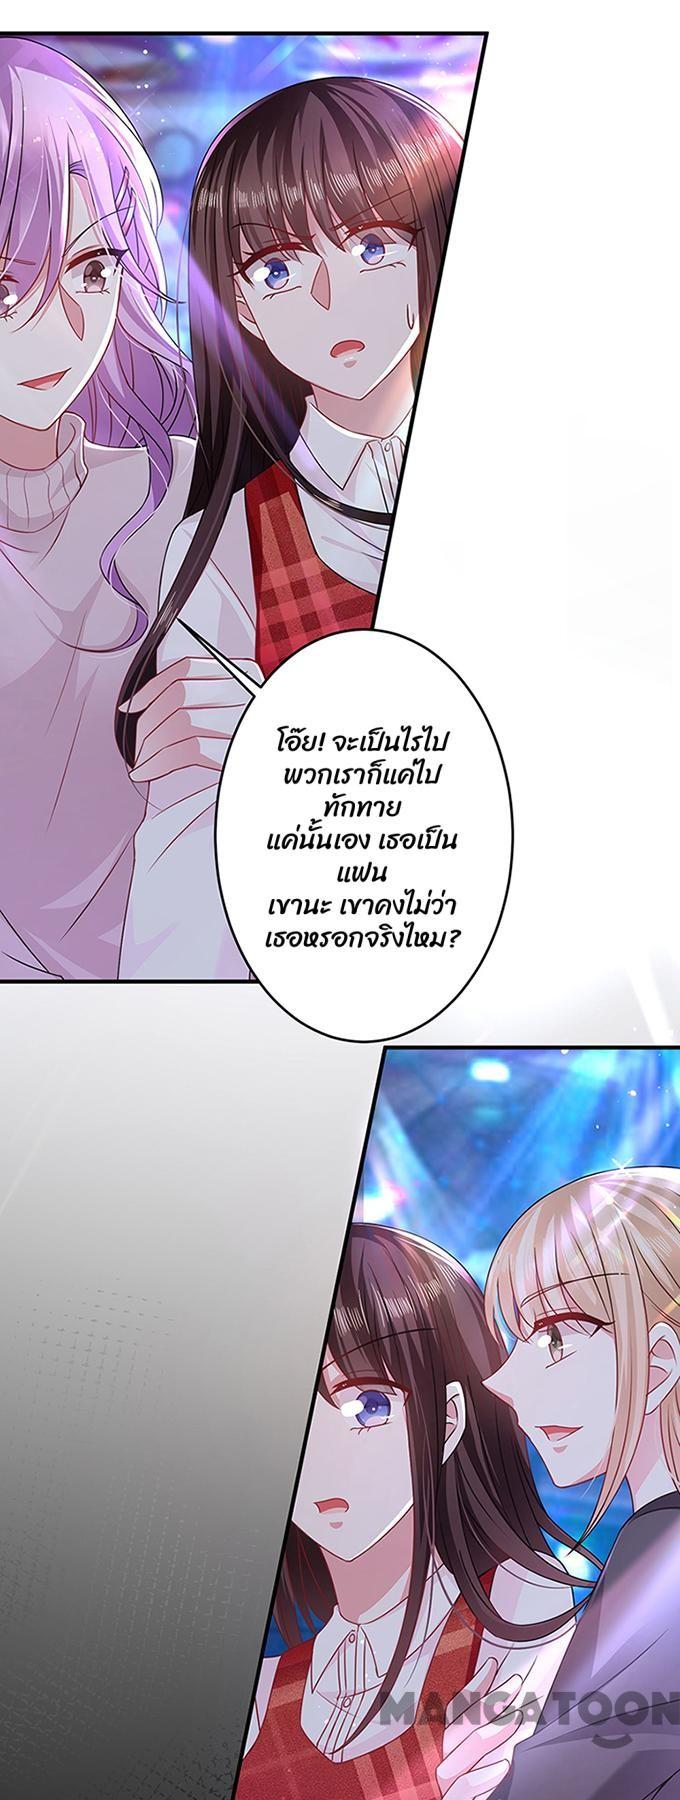 โอ๊ย! จะเป็นไรไป
พวกเราก็แค่ไป
ทักทาย
แค่นั้นเอง เธอเป็น
แฟน
เขานะ เขาคงไม่ว่า
เธอหรอกจริงไหม?
MANGATOON